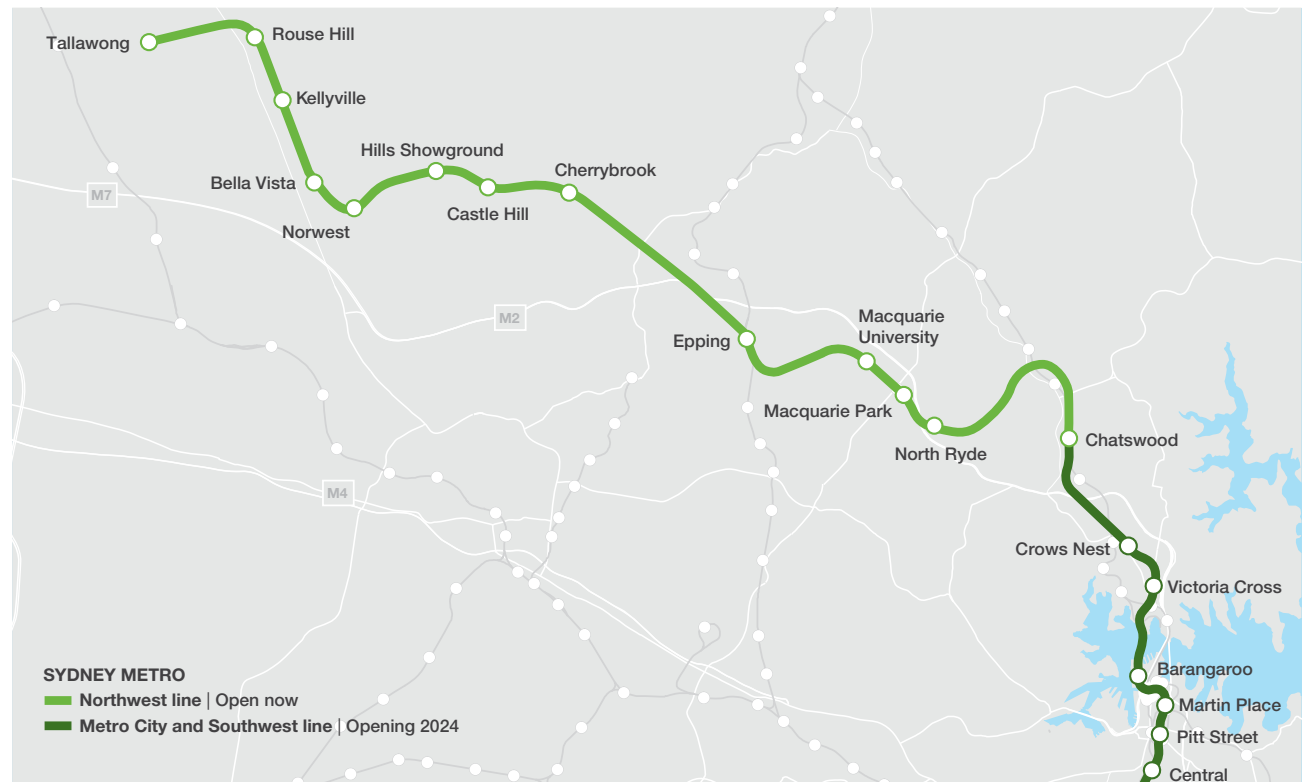 Tallawong
Rouse Hill
Kellyville
Hills Showground
Cherrybrook
Bella Vista
M7
Castle Hill
Norwest
M2
Macquarie
University
Epping
Macquarie Park
Chatswood
North Ryde
M4
Crows Nest
Victoria Cross
Barangaroo
SYDNEY METRO
Northwest line | Open now
Metro City and Southwest line | Opening 2024
Martin Place
Pitt Street
Central